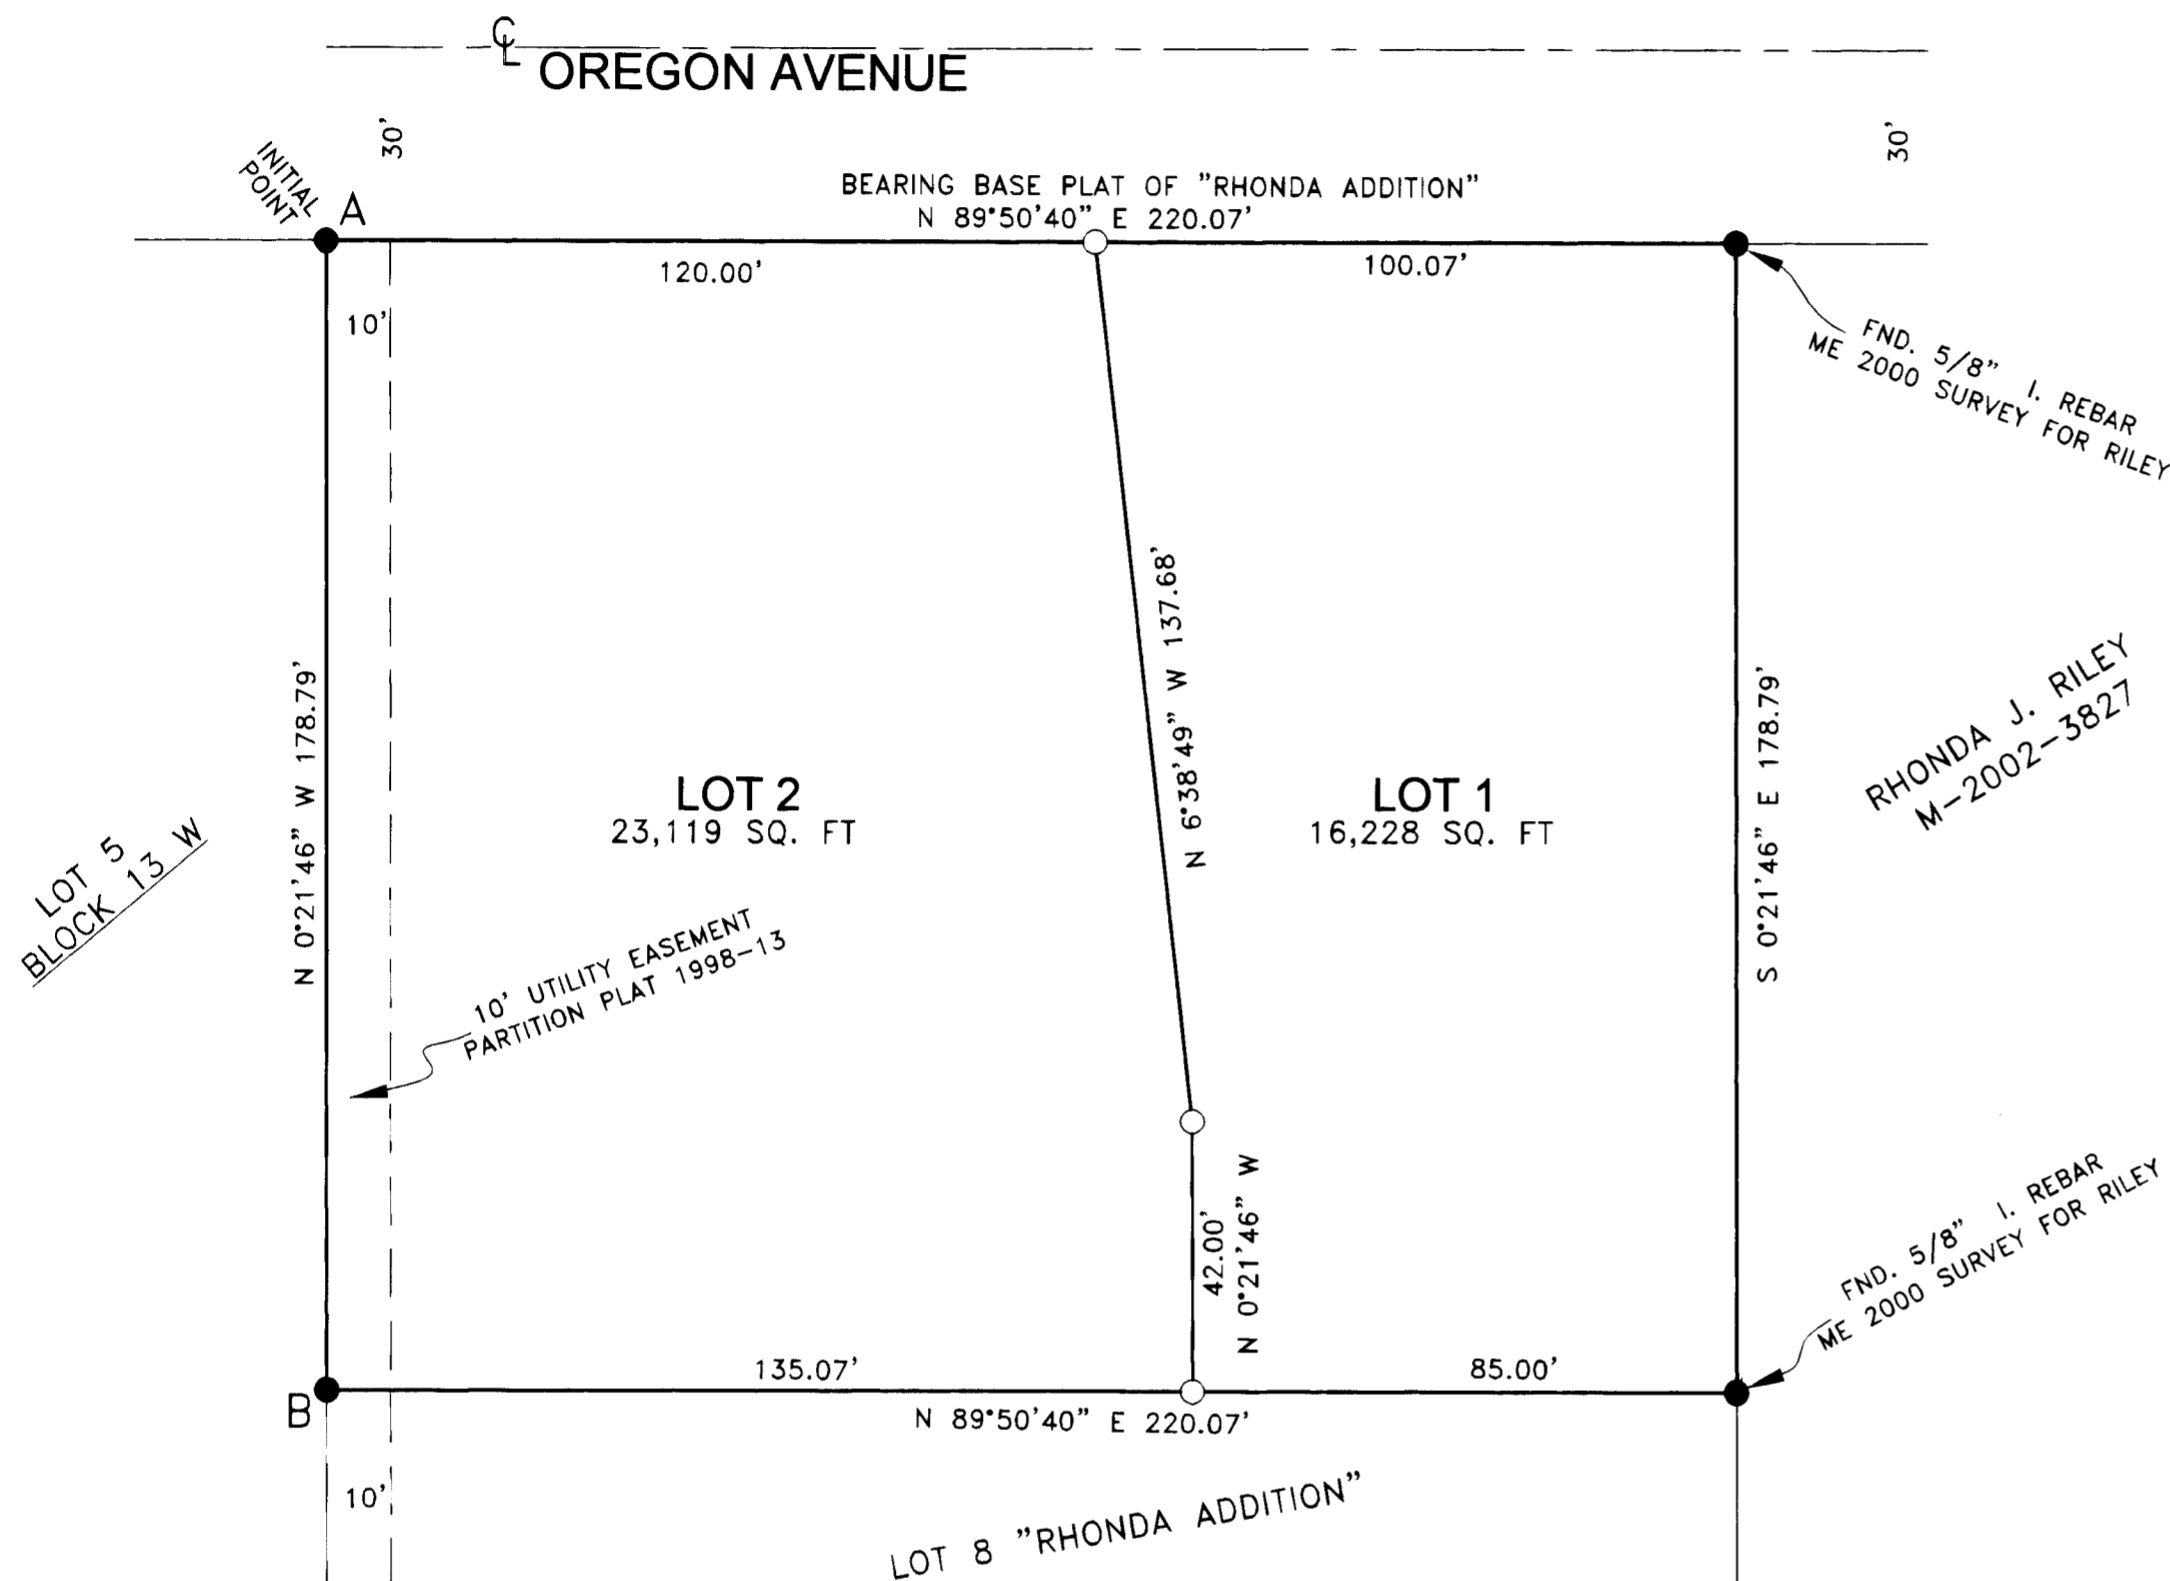 ℄
OREGON AVENUE
30'
30'
INITIAL
POINT
A
BEARING BASE PLAT OF "RHONDA ADDITION"
N 89°50'40" E 220.07'
120.00'
100.07'
10'
FND. 5/8" I. REBAR
ME 2000 SURVEY FOR RILEY
N 6°38'49" W 137.68'
N 0°21'46" W 178.79'
S 0°21'46" E 178.79'
RHONDA J. RILEY
M-2002-3827
LOT 2
23,119 SQ. FT
LOT 1
16,228 SQ. FT
LOT 5
BLOCK 13 W
10' UTILITY EASEMENT
PARTITION PLAT 1998-13
42.00'
N 0°21'46" W
FND. 5/8" I. REBAR
ME 2000 SURVEY FOR RILEY
135.07'
85.00'
B
N 89°50'40" E 220.07'
10'
LOT 8 "RHONDA ADDITION"